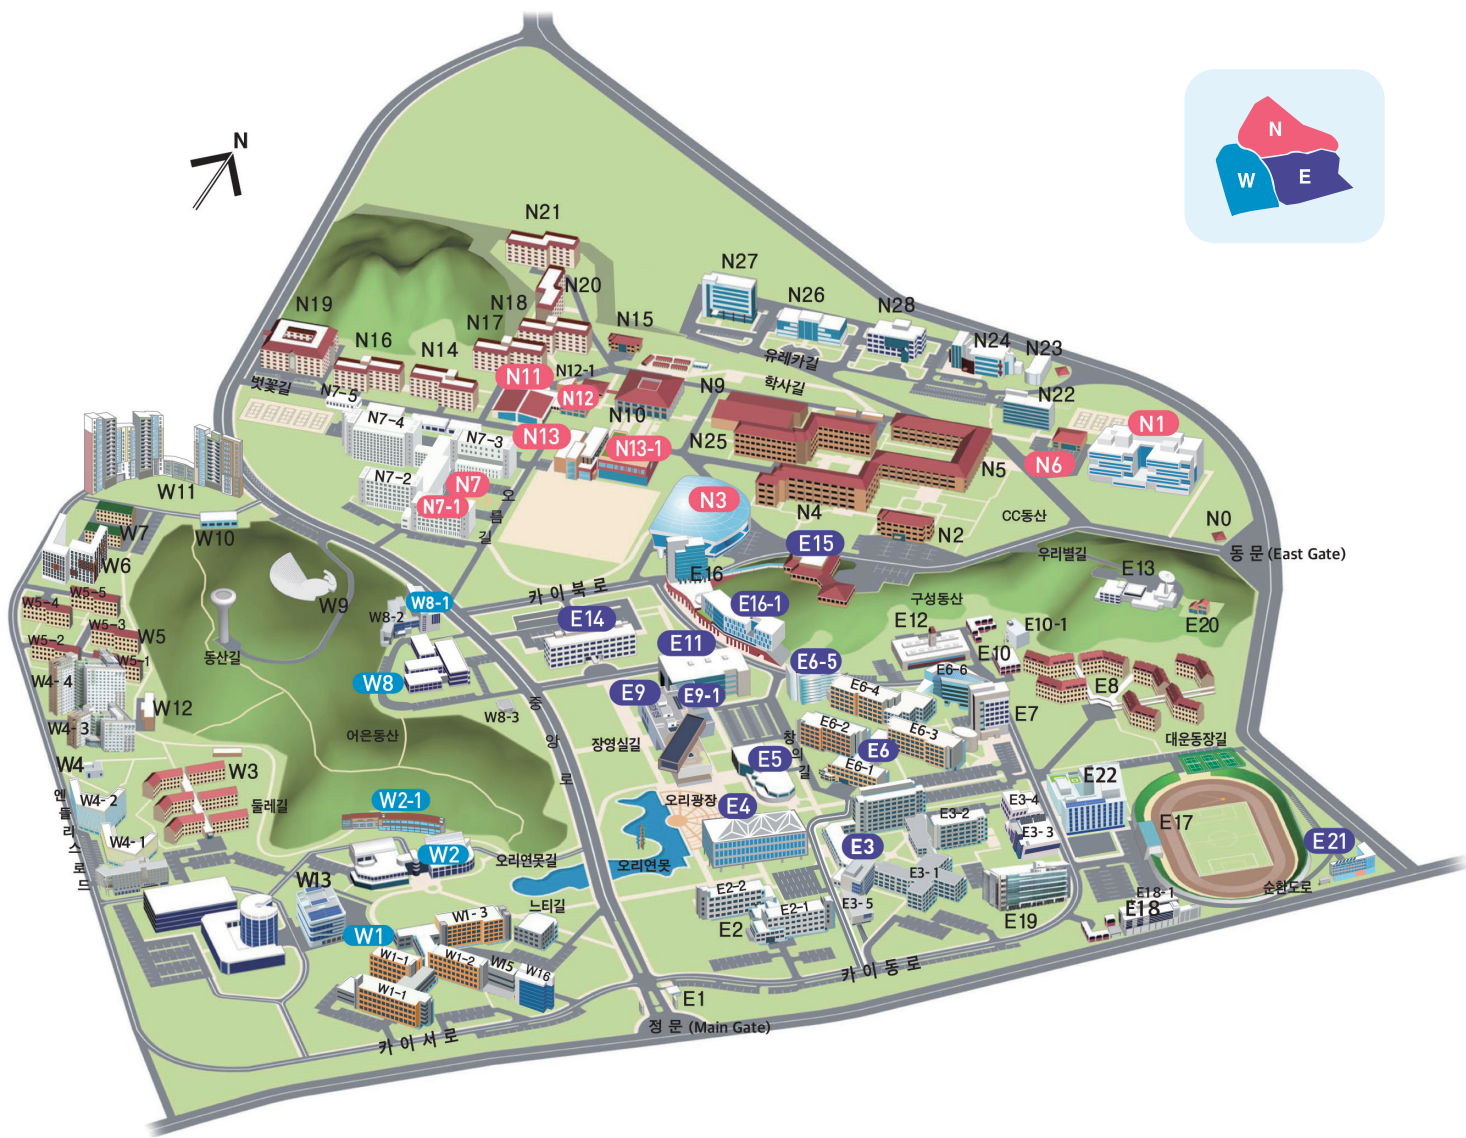 N
N
W
E
N21
N27
N20
N26
N28
N18
N19
N17
N15
N16
N14
N24
N23
유레카길
N11
N12-1
학사길
벚꽃길
N7-5
N12
N9
N22
N10
N7-4
N13
N1
N7-3
N13-1
N25
N6
N5
N7-2
N7
W11
N7-1
N3
오름길
N4
CC동산
N0
N2
W7
W10
E15
우리별길
동 문 (East Gate)
W6
E16
E13
W5-5
카이북로
W5-4
W9
W8-1
E16-1
구성동산
W8-2
E14
E12
E10-1
E20
W5-3
W5
W5-2
E11
E10
동산길
W5-1
E6-5
E6-6
W4-4
W8
E6-4
E8
E9
E9-1
W12
W8-3
E7
W4-3
중앙로
E6-2
E6-3
어은동산
장영실길
창의길
E6
대운동장길
W4
W3
E5
E6-1
E22
엔들리스로드
W4-2
둘레길
W2-1
오리광장
E4
E3-4
E3-2
E17
W4-1
E3-3
E21
W2
E3
오리연못길
오리연못
E3-1
W13
E2-2
순환도로
E18-1
E3-5
느티길
E2-1
E18
W1-3
E19
W1
E2
W1-1
W1-2
W15
W16
카이동로
W1-1
E1
정 문 (Main Gate)
카이서로